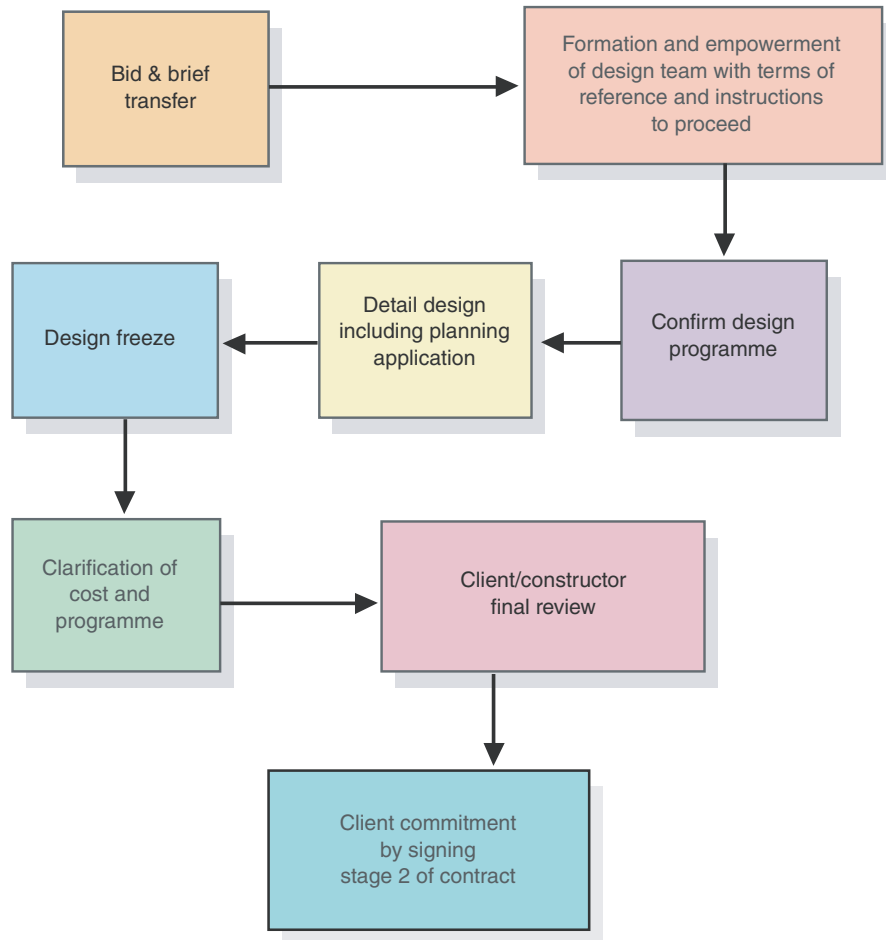 Bid & brief
transfer
Formation and empowerment
of design team with terms of
reference and instructions
to proceed
Confirm design
programme
Detail design
including planning
application
Design freeze
Clarification of
cost and
programme
Client/constructor
final review
Client commitment
by signing
stage 2 of contract